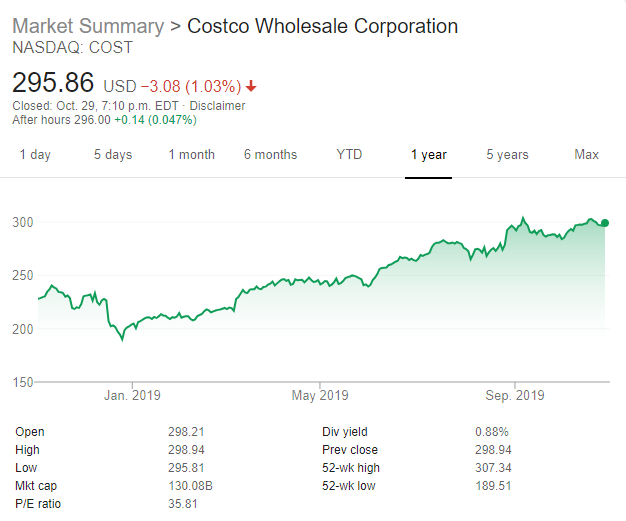 Market Summary > Costco Wholesale Corporation
NASDAQ: COST
295.86 USD −3.08 (1.03%)
Closed: Oct. 29, 7:10 p.m. EDT · Disclaimer
After hours 296.00 +0.14 (0.047%)
1 day 5 days 1 month 6 months YTD 1 year 5 years Max
300
250
200
150
Jan. 2019 May 2019 Sep. 2019
Open 298.21 Div yield 0.88%
High 298.94 Prev close 298.94
Low 295.81 52-wk high 307.34
Mkt cap 130.08B 52-wk low 189.51
P/E ratio 35.81